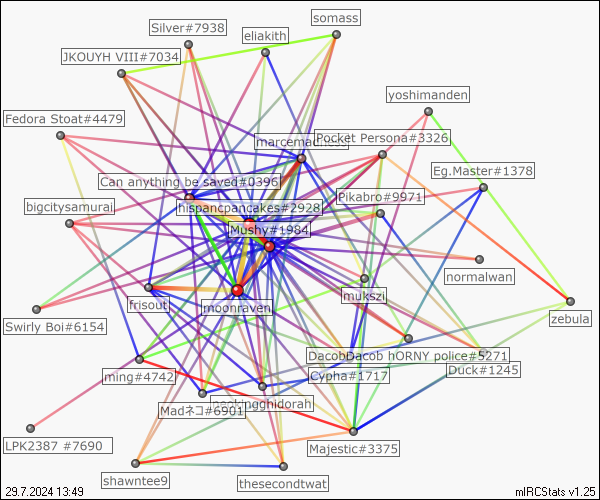 Silver#7938
somass
eliakith
JKOUYH VIII#7034
yoshimanden
Fedora Stoat#4479
Pocket Persona#3326
Eg.Master#1378
Can anything be saved#0396
Pikabro#9971
bigcitysamurai
hispancpancakes#2928
Mushy#1984
normalwan
mukszi
frisout
moonraven
zebula
Swirly Boi#6154
DacobDacob hORNY police#5271
ming#4742
Cypha#1717
Duck#1245
Madネコ#6901
LPK2387 #7690
Majestic#3375
shawntee9
thesecondtwat
29.7.2024 13:49
mIRCStats v1.25